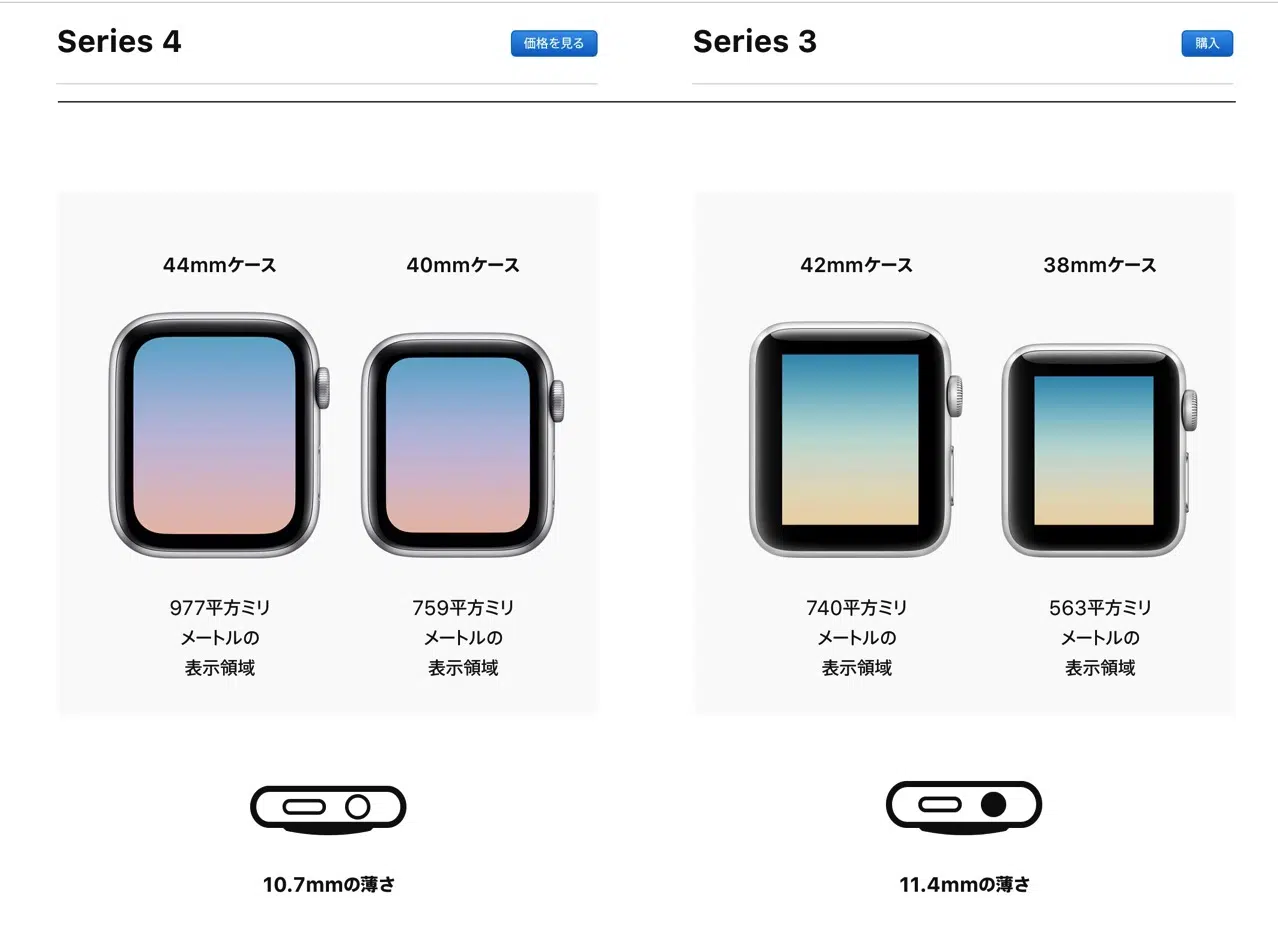 Series 4
価格を見る
Series 3
購入
44mmケース
40mmケース
42mmケース
38mmケース
977平方ミリ
メートルの
表示領域
759平方ミリ
メートルの
表示領域
740平方ミリ
メートルの
表示領域
563平方ミリ
メートルの
表示領域
10.7mmの薄さ
11.4mmの薄さ